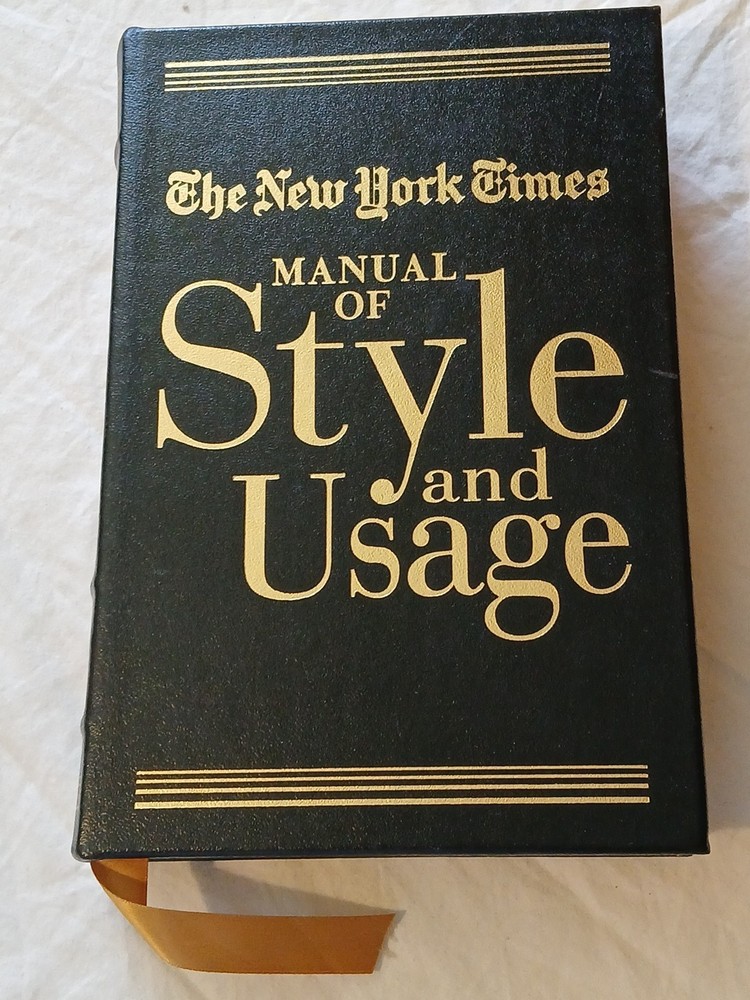 The New York Times
MANUAL
OF
Style
and
Usage